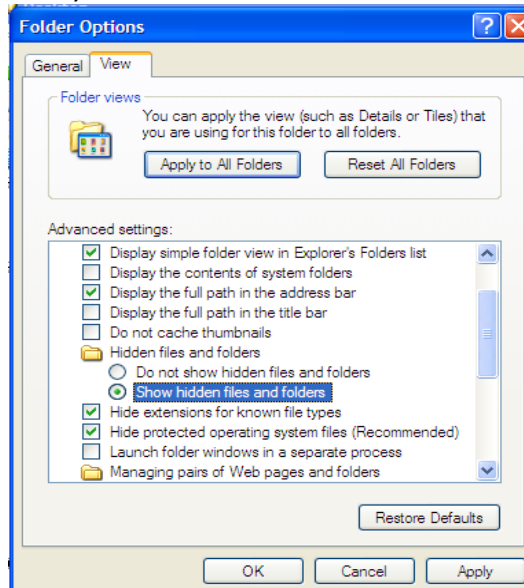 Folder Options
General View
Folder views
You can apply the view (such as Details or Tiles) that
you are using for this folder to all folders.
Apply to All Folders Reset All Folders
Advanced settings:
Display simple folder view in Explorer's Folders list
Display the contents of system folders
Display the full path in the address bar
Display the full path in the title bar
Do not cache thumbnails
Hidden files and folders
Do not show hidden files and folders
Show hidden files and folders
Hide extensions for known file types
Hide protected operating system files (Recommended)
Launch folder windows in a separate process
Managing pairs of Web pages and folders
Restore Defaults
OK Cancel Apply